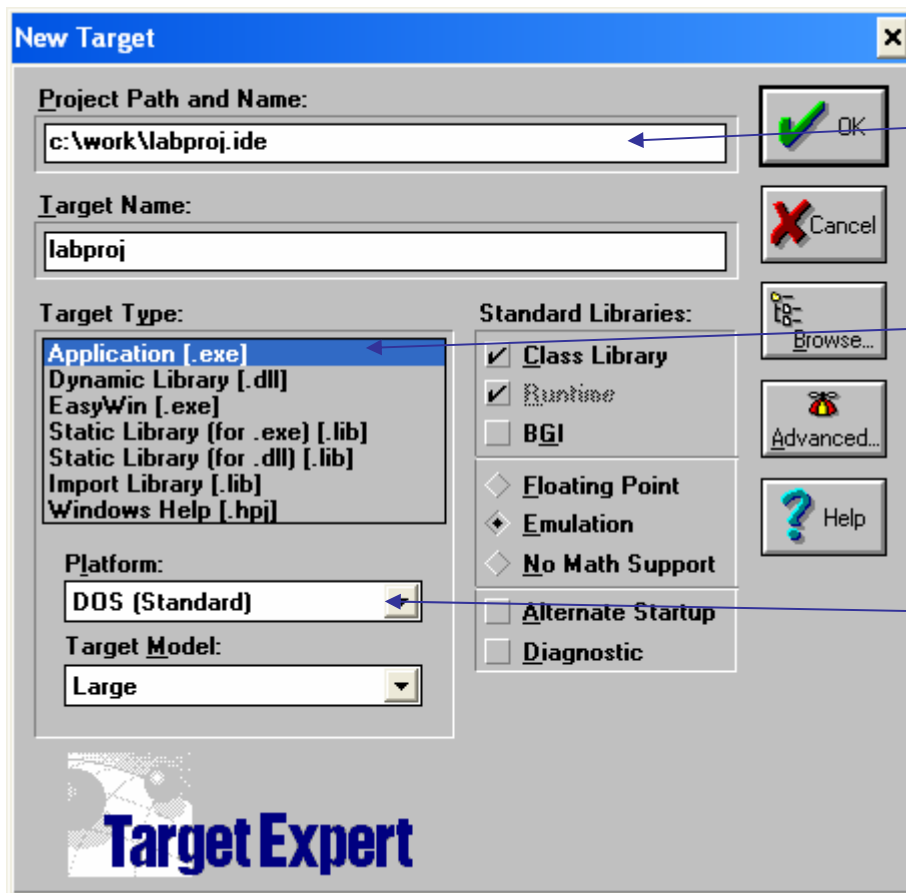 New Target
Project Path and Name:
c:\work\labproj.ide
OK
Target Name:
labproj
Cancel
Target Type:
Application [.exe]
Dynamic Library [.dll]
EasyWin [.exe]
Static Library (for .exe) [.lib]
Static Library (for .dll) [.lib]
Import Library [.lib]
Windows Help [.hpj]
Platform:
DOS (Standard)
Target Model:
Large
Standard Libraries:
Class Library
Runtime
BGI
Floating Point
Emulation
No Math Support
Alternate Startup
Diagnostic
Browse...
Advanced...
Help
Target Expert